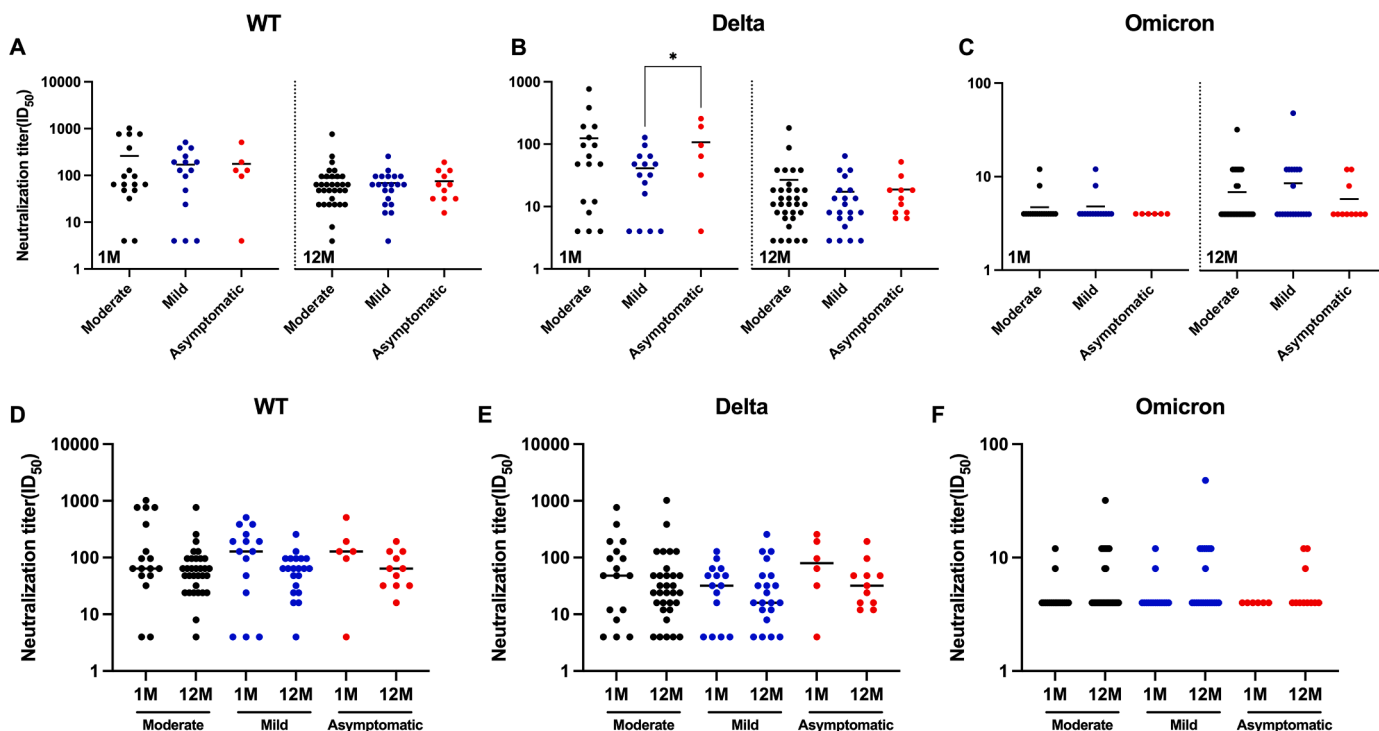 WT
Delta
Omicron
A
B
C
Neutralization titer(ID50)
10000
1000
100
10
1
1M
12M
Moderate
Mild
Asymptomatic
Moderate
Mild
Asymptomatic
*
1000
100
10
1
1M
12M
Moderate
Mild
Asymptomatic
Moderate
Mild
Asymptomatic
100
10
1
1M
12M
Moderate
Mild
Asymptomatic
Moderate
Mild
Asymptomatic
WT
Delta
Omicron
D
E
F
Neutralization titer(ID50)
10000
1000
100
10
1
1M 12M 1M 12M 1M 12M
Moderate Mild Asymptomatic
Neutralization titer(ID50)
10000
1000
100
10
1
1M 12M 1M 12M 1M 12M
Moderate Mild Asymptomatic
Neutralization titer(ID50)
100
10
1
1M 12M 1M 12M 1M 12M
Moderate Mild Asymptomatic